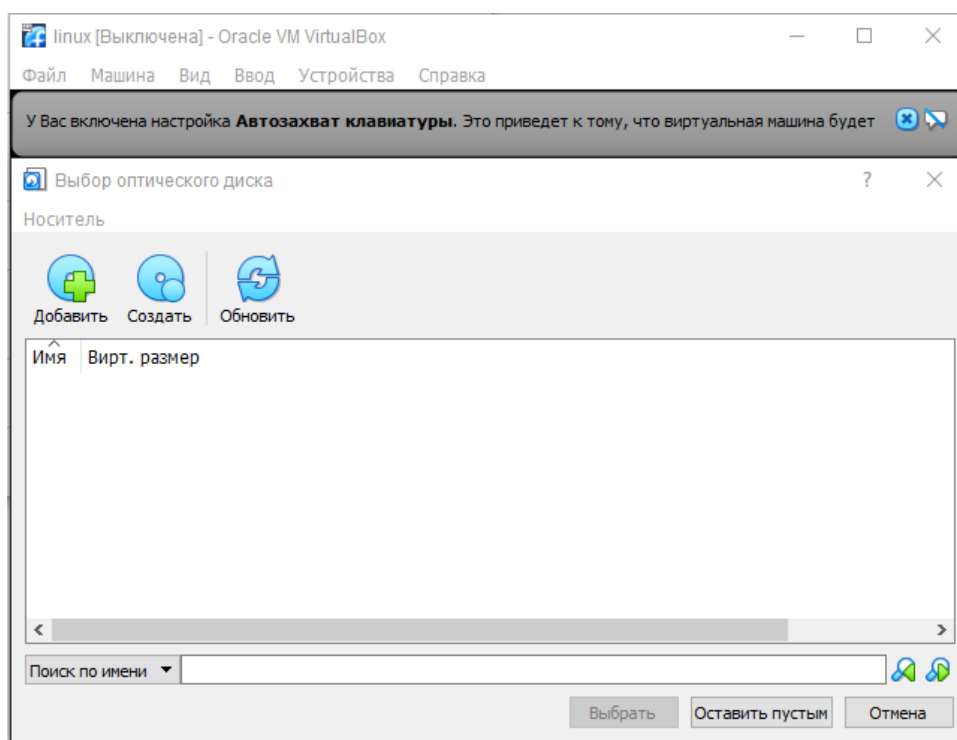 linux [Выключена] - Oracle VM VirtualBox
Файл Машина Вид Ввод Устройства Справка
У Вас включена настройка Автозахват клавиатуры. Это приведет к тому, что виртуальная машина будет
Выбор оптического диска
Носитель
Добавить Создать Обновить
Имя Вирт. размер
Поиск по имени
Выбрать Оставить пустым Отмена